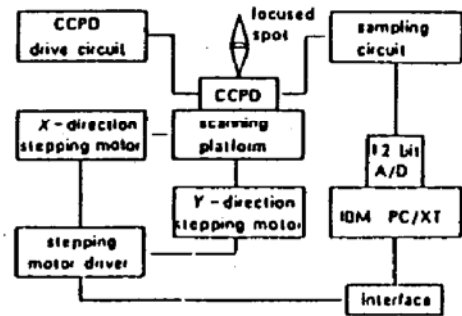 CCPD
drive circuit
focused
spot
sampling
circuit
CCPD
X-direction
stepping motor
scanning
platform
12 bit
A/D
Y-direction
stepping motor
IBM PC/XT
stepping
motor driver
Interface